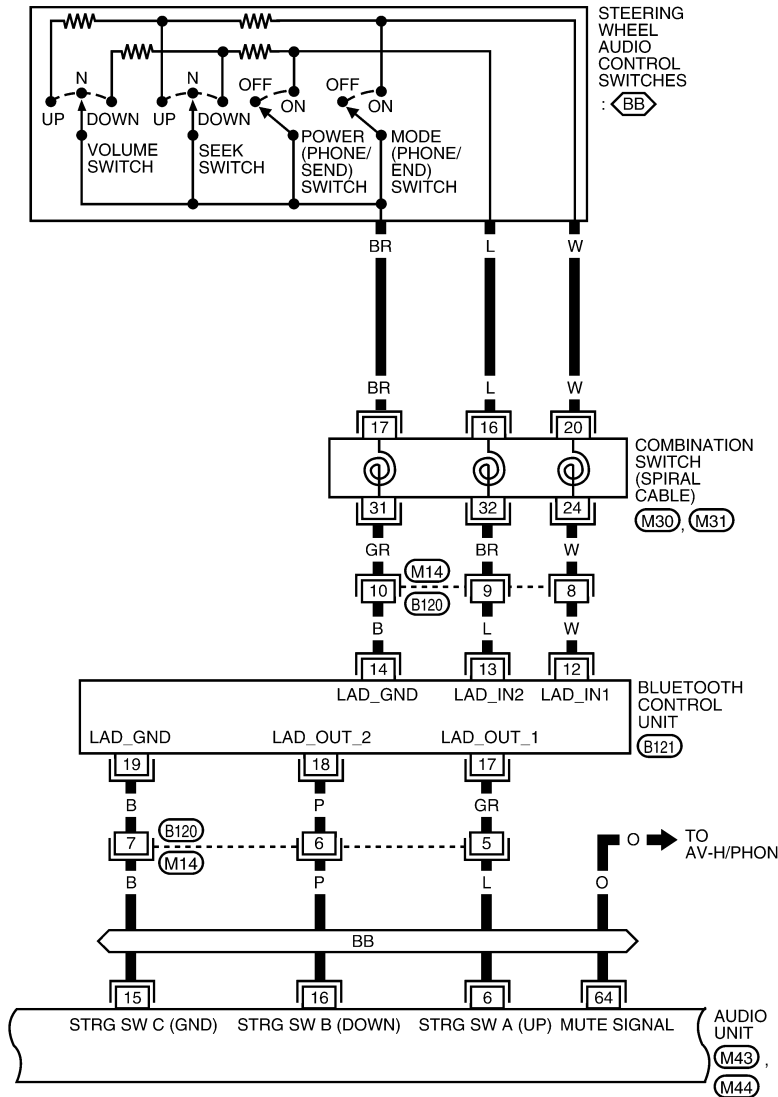 STEERING
WHEEL
AUDIO
CONTROL
SWITCHES
: BB
N
UP
DOWN
VOLUME
SWITCH
N
UP
DOWN
SEEK
SWITCH
OFF
ON
POWER
(PHONE/
SEND)
SWITCH
OFF
ON
MODE
(PHONE/
END)
SWITCH
BR L W
BR L W
17 16 20
COMBINATION
SWITCH
(SPIRAL
CABLE)
M30 , M31
31 32 24
GR BR W
M14
10 9 8
B120
B L W
14 13 12
LAD_GND LAD_IN2 LAD_IN1
BLUETOOTH
CONTROL
UNIT
B121
LAD_GND LAD_OUT_2 LAD_OUT_1
19 18 17
B P GR
B120
7 6 5
M14
B P L
O TO
AV-H/PHON
O
BB
15 16 6 64
STRG SW C (GND) STRG SW B (DOWN) STRG SW A (UP) MUTE SIGNAL
AUDIO
UNIT
M43 ,
M44